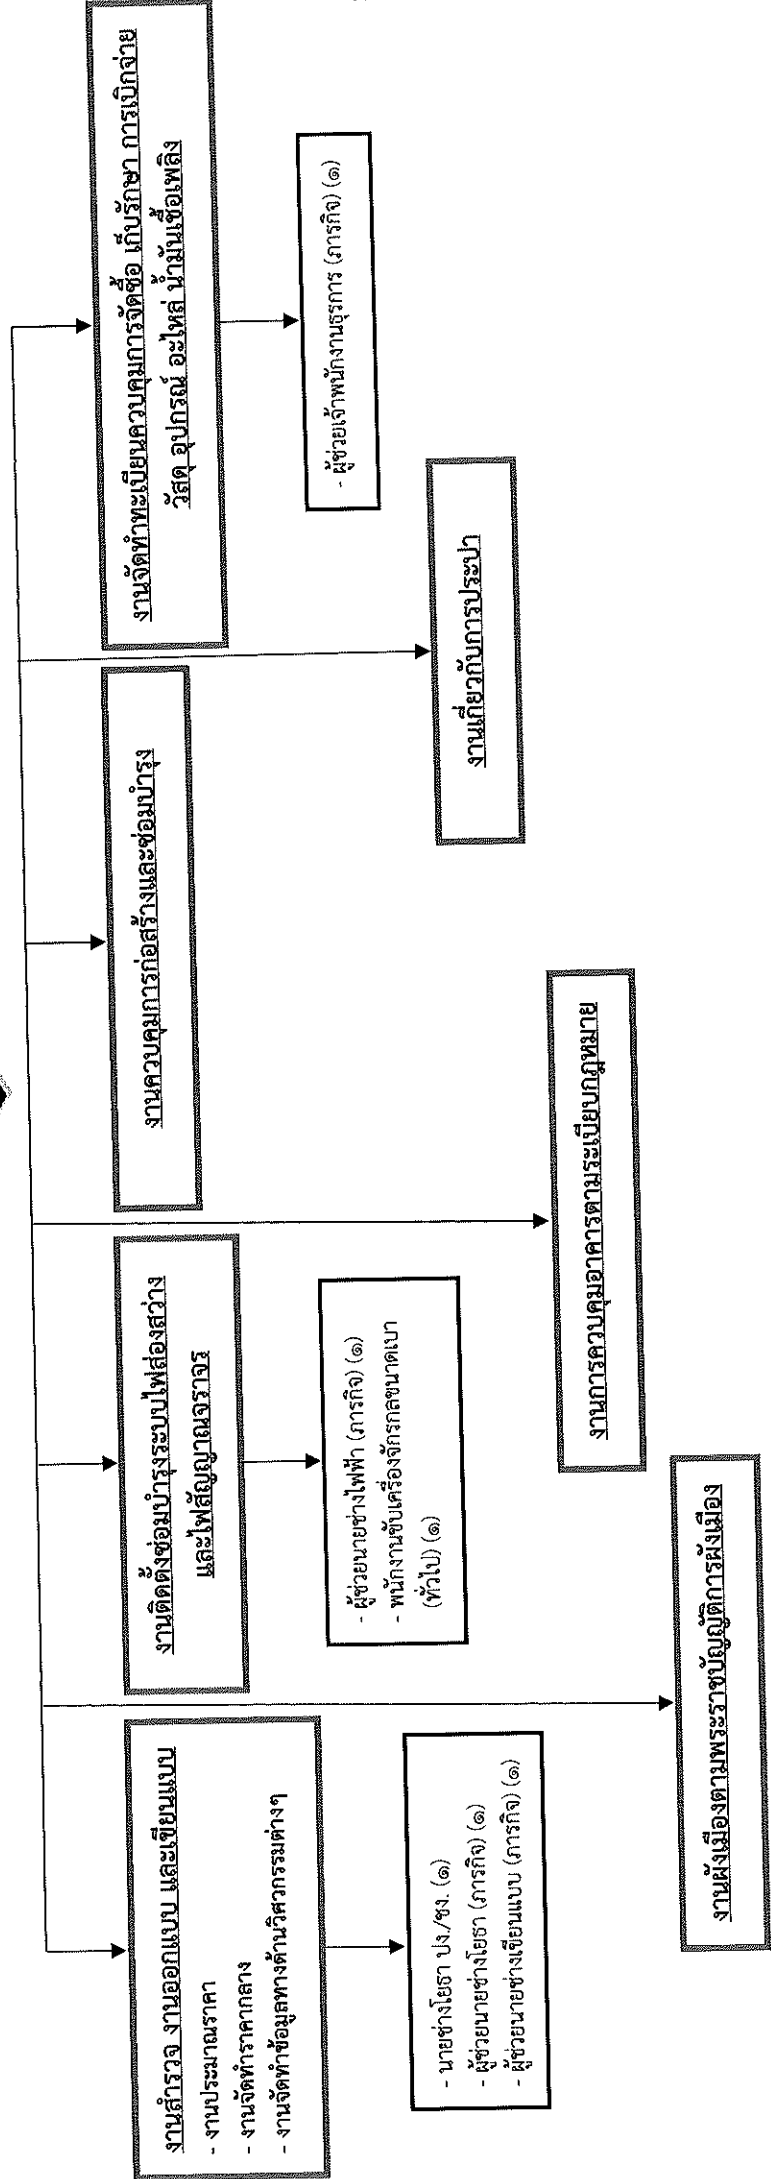 งานสำรวจ งานออกแบบ และเขียนแบบ
- งานประมาณราคา
- งานจัดทำราคากลาง
- งานจัดทำข้อมูลทางด้านวิศวกรรมต่างๆ
- นายช่างโยธา ปง./ชง. (๑)
- ผู้ช่วยนายช่างโยธา (ภารกิจ) (๑)
- ผู้ช่วยนายช่างเขียนแบบ (ภารกิจ) (๑)
งานผังเมืองตามพระราชบัญญัติการผังเมือง
งานติดตั้งซ่อมบำรุงระบบไฟส่องสว่าง
และไฟสัญญาณจราจร
- ผู้ช่วยนายช่างไฟฟ้า (ภารกิจ) (๑)
- พนักงานขับเครื่องจักรกลขนาดเบา
(ทั่วไป) (๑)
งานการควบคุมอาคารตามระเบียบกฎหมาย
งานควบคุมการก่อสร้างและซ่อมบำรุง
งานเกี่ยวกับการประปา
งานจัดทำทะเบียนควบคุมการจัดซื้อ เก็บรักษา การเบิกจ่าย
วัสดุ อุปกรณ์ อะไหล่ น้ำมันเชื้อเพลิง
- ผู้ช่วยเจ้าพนักงานธุรการ (ภารกิจ) (๑)